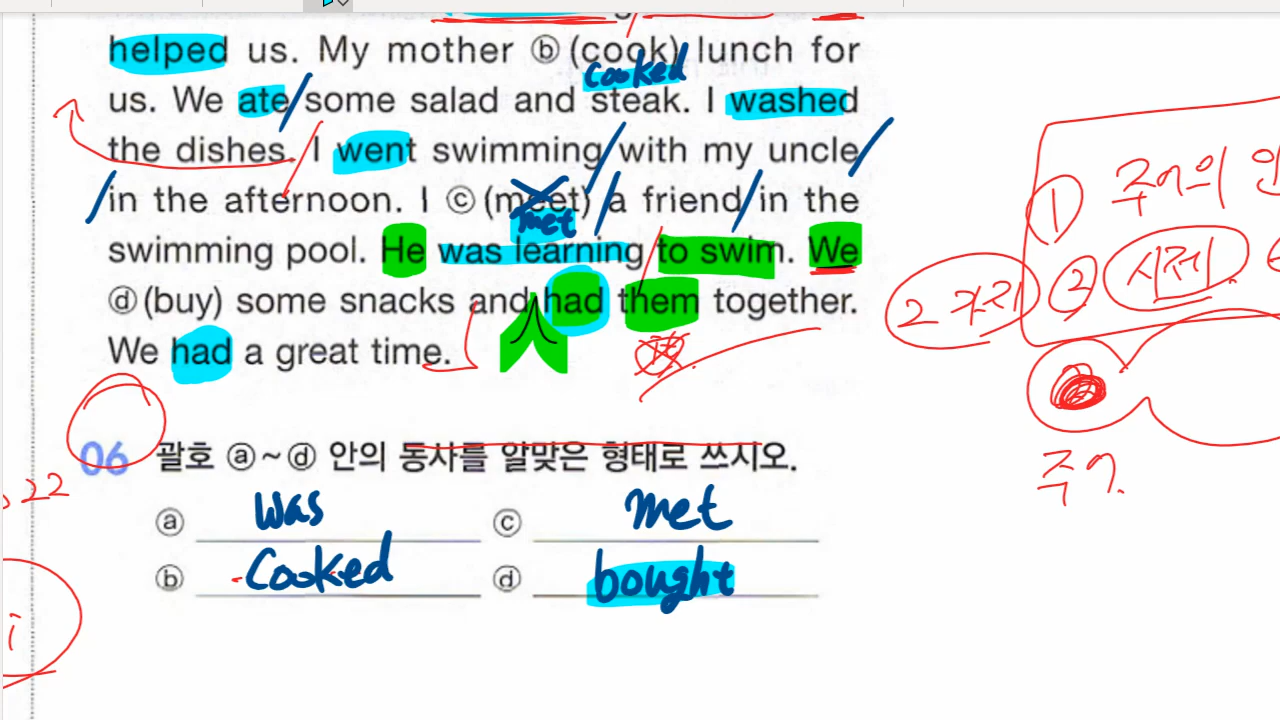 helped us. My mother ⓑ (cook) lunch for
cooked
us. We ate some salad and steak. I washed
the dishes. I went swimming with my uncle
in the afternoon. I ⓒ (meet) a friend in the
met
swimming pool. He was learning to swim. We
ⓓ (buy) some snacks and had them together.
We had a great time.
06 괄호 ⓐ~ⓓ 안의 동사를 알맞은 형태로 쓰시오.
ⓐ was ⓒ met
ⓑ cooked ⓓ bought
① 주어의
② 시제
2가지
주어
22